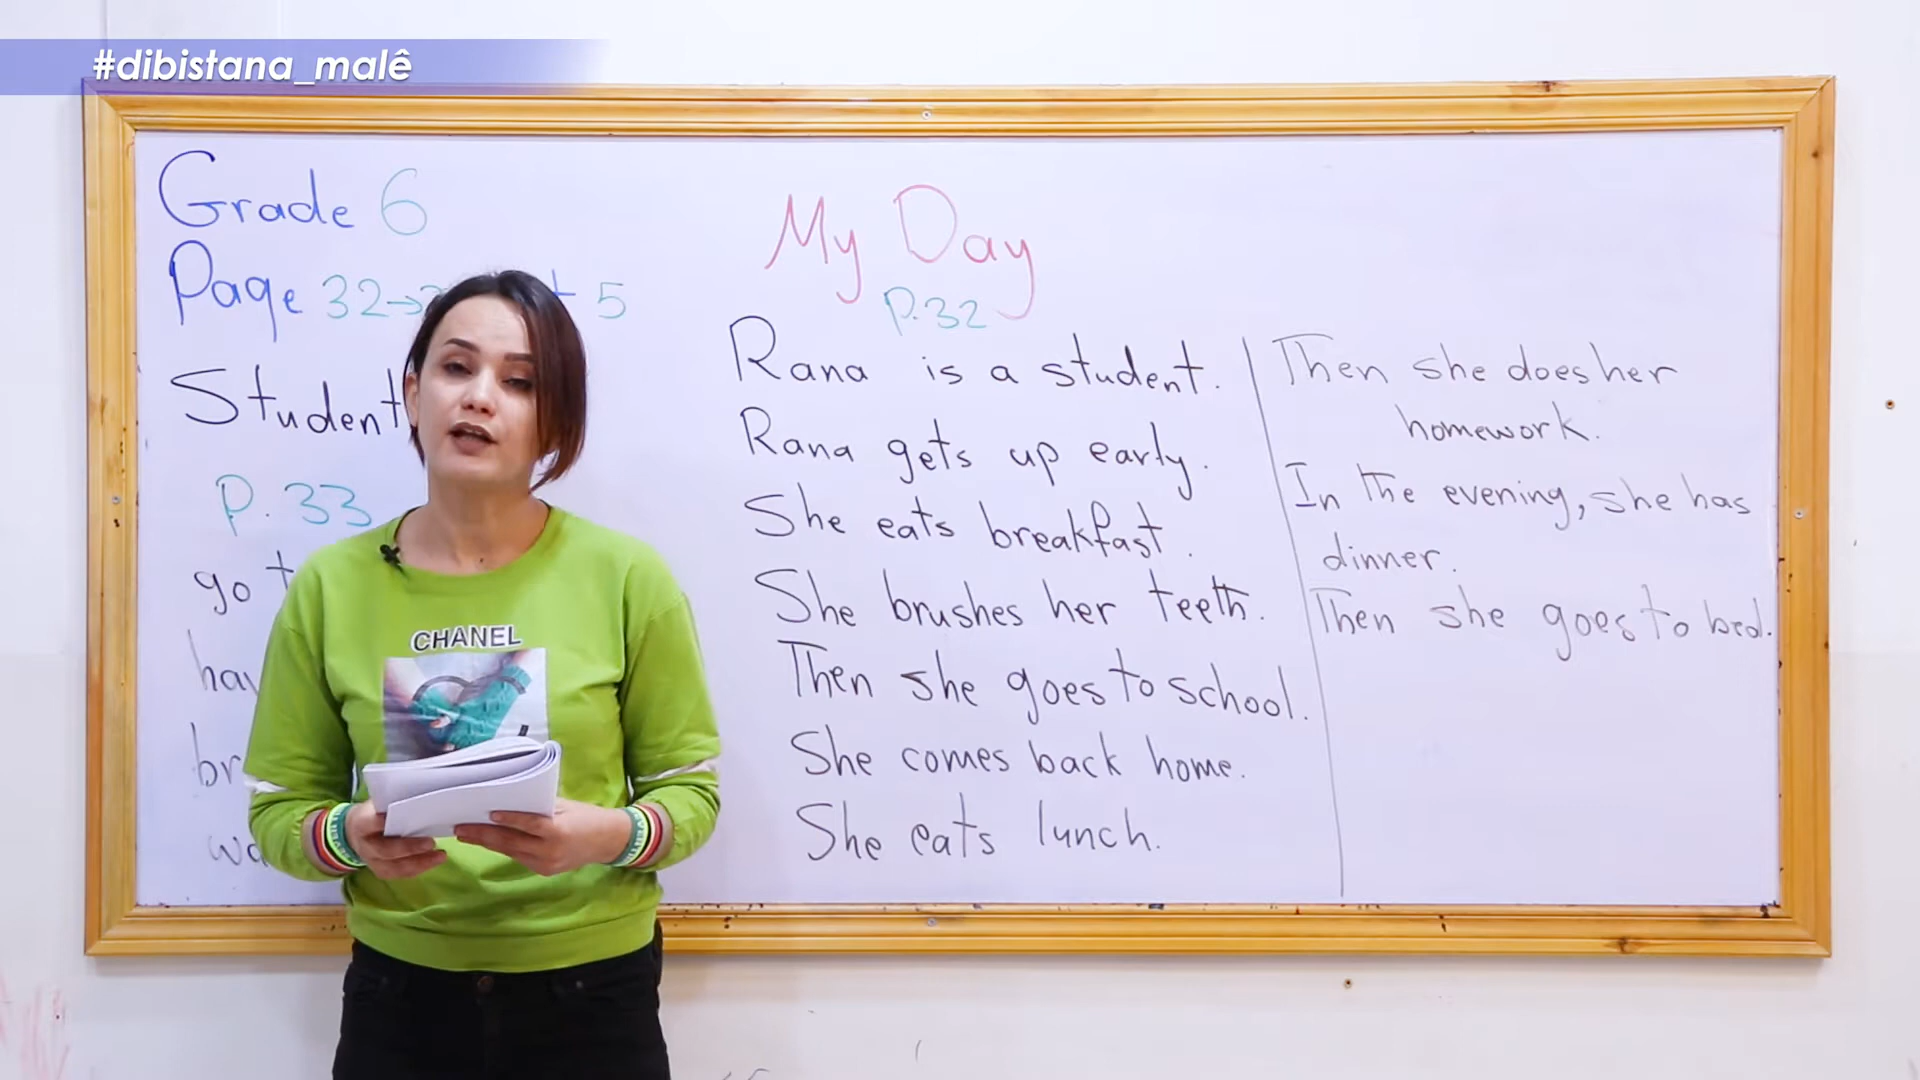 #dibistana_malê
Grade 6
Page 32→ 5
Student
P. 33
go
My Day
P.32
Rana is a student.
Rana gets up early.
She eats breakfast.
She brushes her teeth.
Then she goes to school.
She comes back home.
She eats lunch.
Then she does her
homework.
In the evening, she has
dinner.
Then she goes to bed.
CHANEL